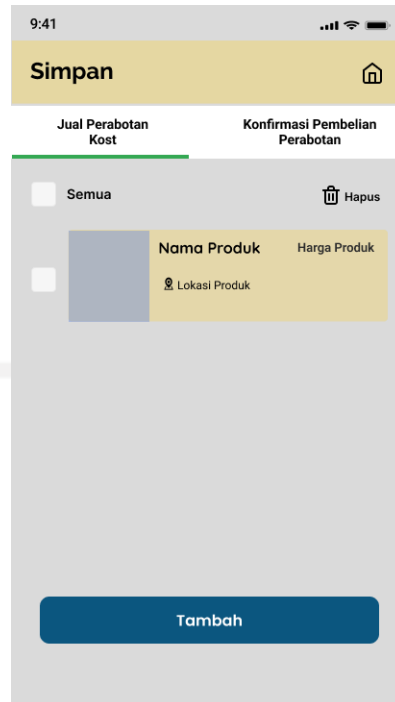 9:41
Simpan
Jual Perabotan
Kost
Konfirmasi Pembelian
Perabotan
Semua
Hapus
Nama Produk
Harga Produk
Lokasi Produk
Tambah